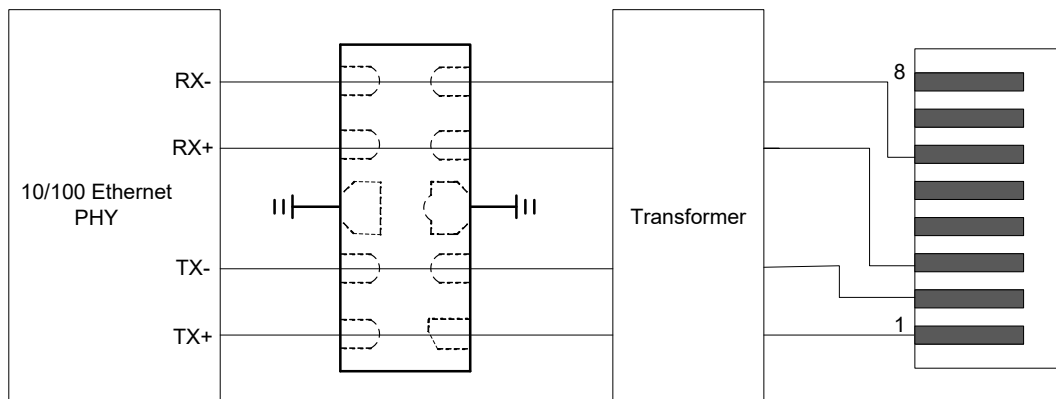 RX-
RX+
10/100 Ethernet
PHY
TX-
TX+
Transformer
8
1